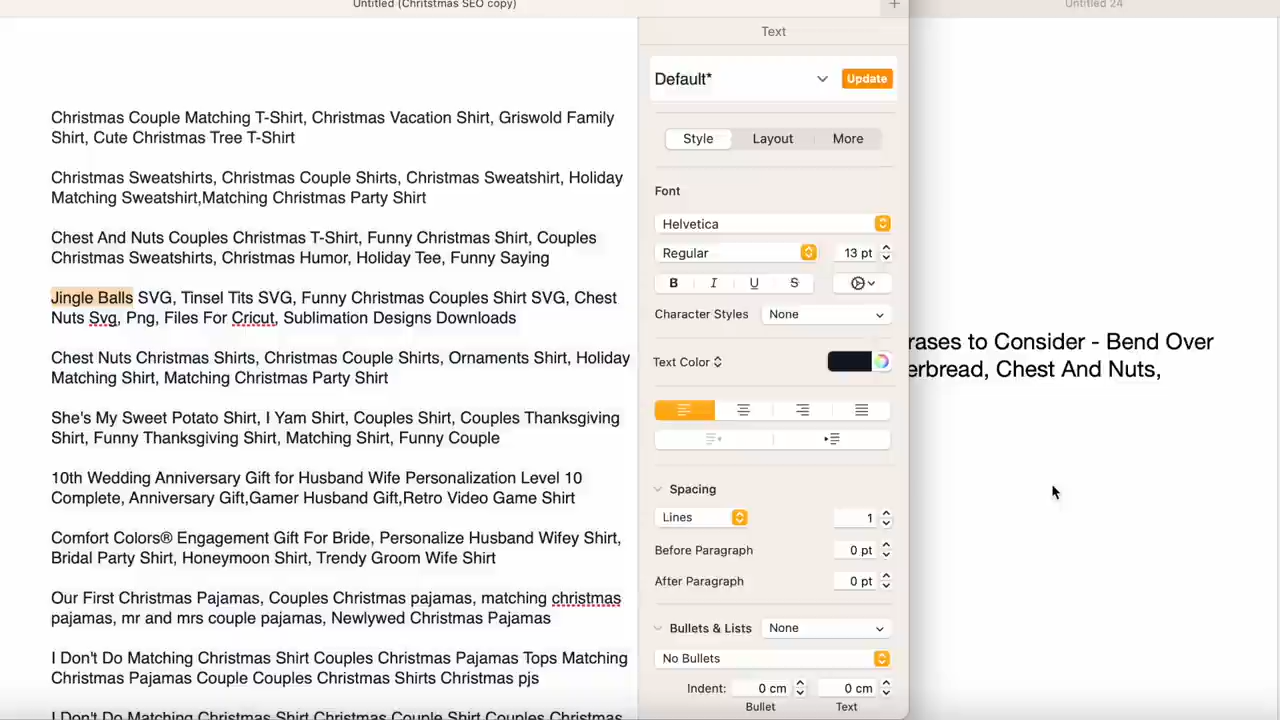 Untitled (Christmas SEO copy)
Untitled 24
Christmas Couple Matching T-Shirt, Christmas Vacation Shirt, Griswold Family
Shirt, Cute Christmas Tree T-Shirt
Christmas Sweatshirts, Christmas Couple Shirts, Christmas Sweatshirt, Holiday
Matching Sweatshirt,Matching Christmas Party Shirt
Chest And Nuts Couples Christmas T-Shirt, Funny Christmas Shirt, Couples
Christmas Sweatshirts, Christmas Humor, Holiday Tee, Funny Saying
Jingle Balls SVG, Tinsel Tits SVG, Funny Christmas Couples Shirt SVG, Chest
Nuts Svg, Png, Files For Cricut, Sublimation Designs Downloads
Chest Nuts Christmas Shirts, Christmas Couple Shirts, Ornaments Shirt, Holiday
Matching Shirt, Matching Christmas Party Shirt
She's My Sweet Potato Shirt, I Yam Shirt, Couples Shirt, Couples Thanksgiving
Shirt, Funny Thanksgiving Shirt, Matching Shirt, Funny Couple
10th Wedding Anniversary Gift for Husband Wife Personalization Level 10
Complete, Anniversary Gift,Gamer Husband Gift,Retro Video Game Shirt
Comfort Colors® Engagement Gift For Bride, Personalize Husband Wifey Shirt,
Bridal Party Shirt, Honeymoon Shirt, Trendy Groom Wife Shirt
Our First Christmas Pajamas, Couples Christmas pajamas, matching christmas
pajamas, mr and mrs couple pajamas, Newlywed Christmas Pajamas
I Don't Do Matching Christmas Shirt Couples Christmas Pajamas Tops Matching
Christmas Pajamas Couple Couples Christmas Shirts Christmas pjs
I Don't Do Matching Christmas Couple Shirt Couples Christmas
Text
Default*
Update
Style Layout More
Font
Helvetica
Regular 13 pt
B I U S
Character Styles None
Text Color
Spacing
Lines 1
Before Paragraph 0 pt
After Paragraph 0 pt
Bullets & Lists None
No Bullets
Indent: 0 cm 0 cm
Bullet Text
rases to Consider - Bend Over
erbread, Chest And Nuts,